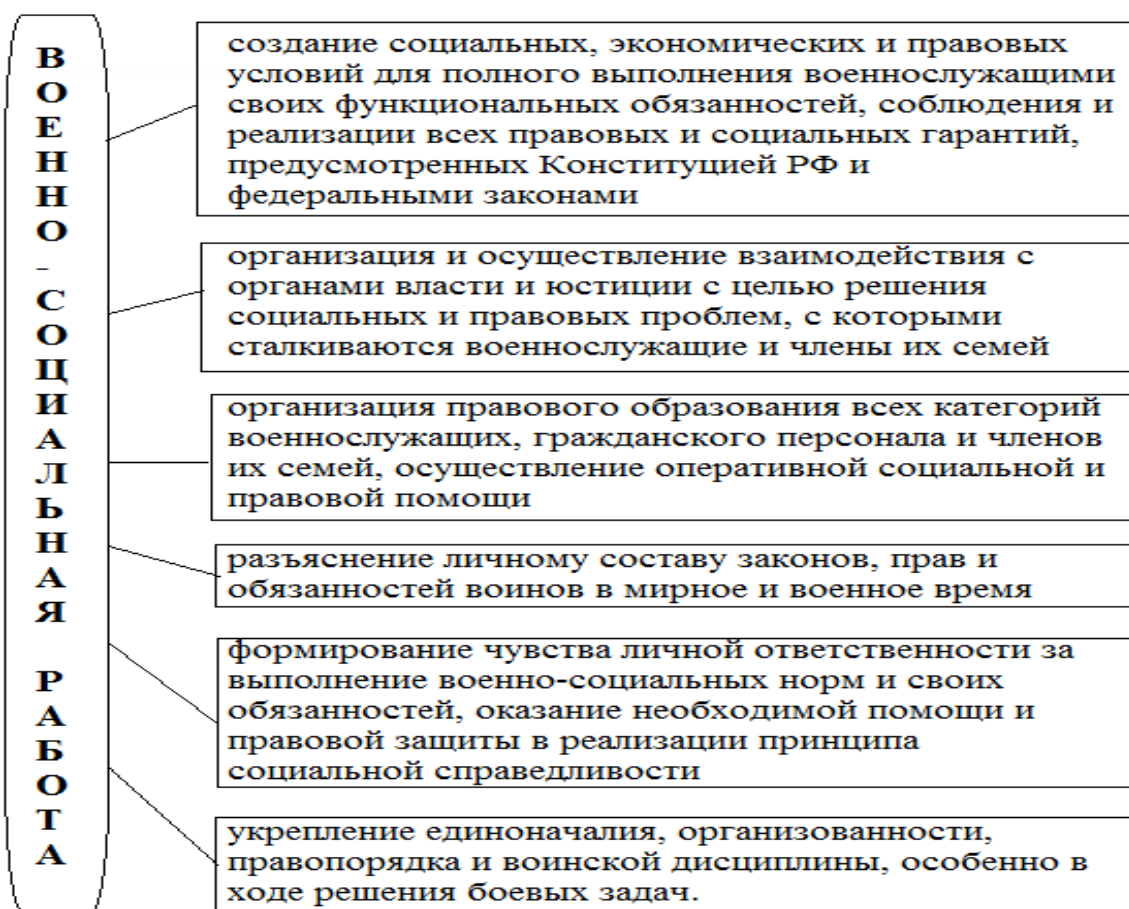 ВОЕННО-СОЦИАЛЬНАЯ РАБОТА
создание социальных, экономических и правовых
условий для полного выполнения военнослужащими
своих функциональных обязанностей, соблюдения и
реализации всех правовых и социальных гарантий,
предусмотренных Конституцией РФ и
федеральными законами
организация и осуществление взаимодействия с
органами власти и юстиции с целью решения
социальных и правовых проблем, с которыми
сталкиваются военнослужащие и члены их семей
организация правового образования всех категорий
военнослужащих, гражданского персонала и членов
их семей, осуществление оперативной социальной и
правовой помощи
разъяснение личному составу законов, прав и
обязанностей воинов в мирное и военное время
формирование чувства личной ответственности за
выполнение военно-социальных норм и своих
обязанностей, оказание необходимой помощи и
правовой защиты в реализации принципа
социальной справедливости
укрепление единоначалия, организованности,
правопорядка и воинской дисциплины, особенно в
ходе решения боевых задач.